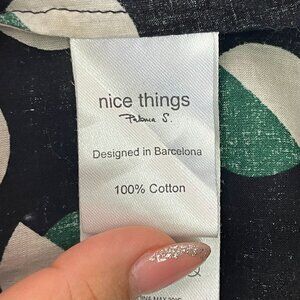 nice things
Paloma S.
Designed in Barcelona
100% Cotton